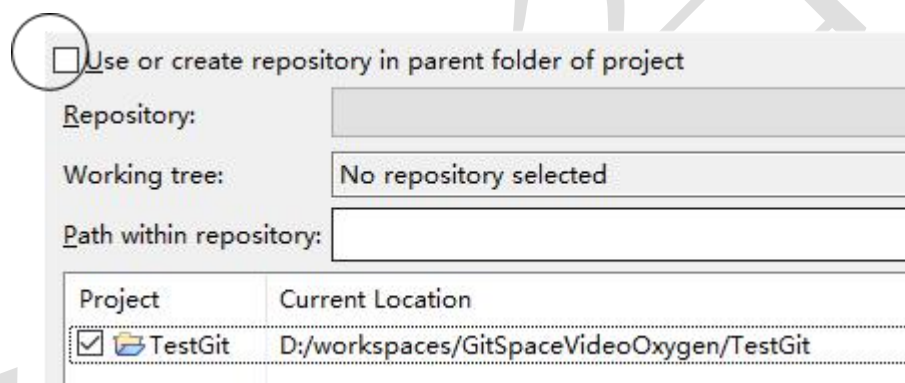 Use or create repository in parent folder of project
Repository:
Working tree: No repository selected
Path within repository:
Project Current Location
TestGit D:/workspaces/GitSpaceVideoOxygen/TestGit